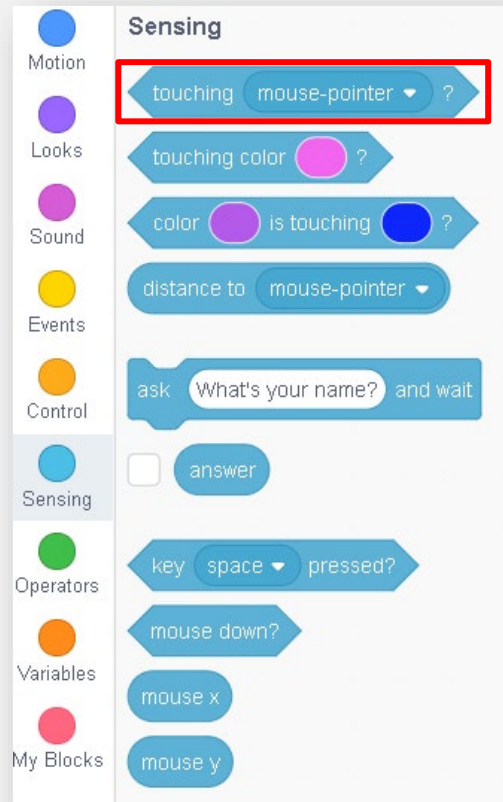 Sensing
Motion
touching mouse-pointer ?
Looks
touching color ?
Sound
color is touching ?
Events
distance to mouse-pointer
Control
ask What's your name? and wait
Sensing
answer
Operators
key space pressed?
Variables
mouse down?
My Blocks
mouse x
mouse y